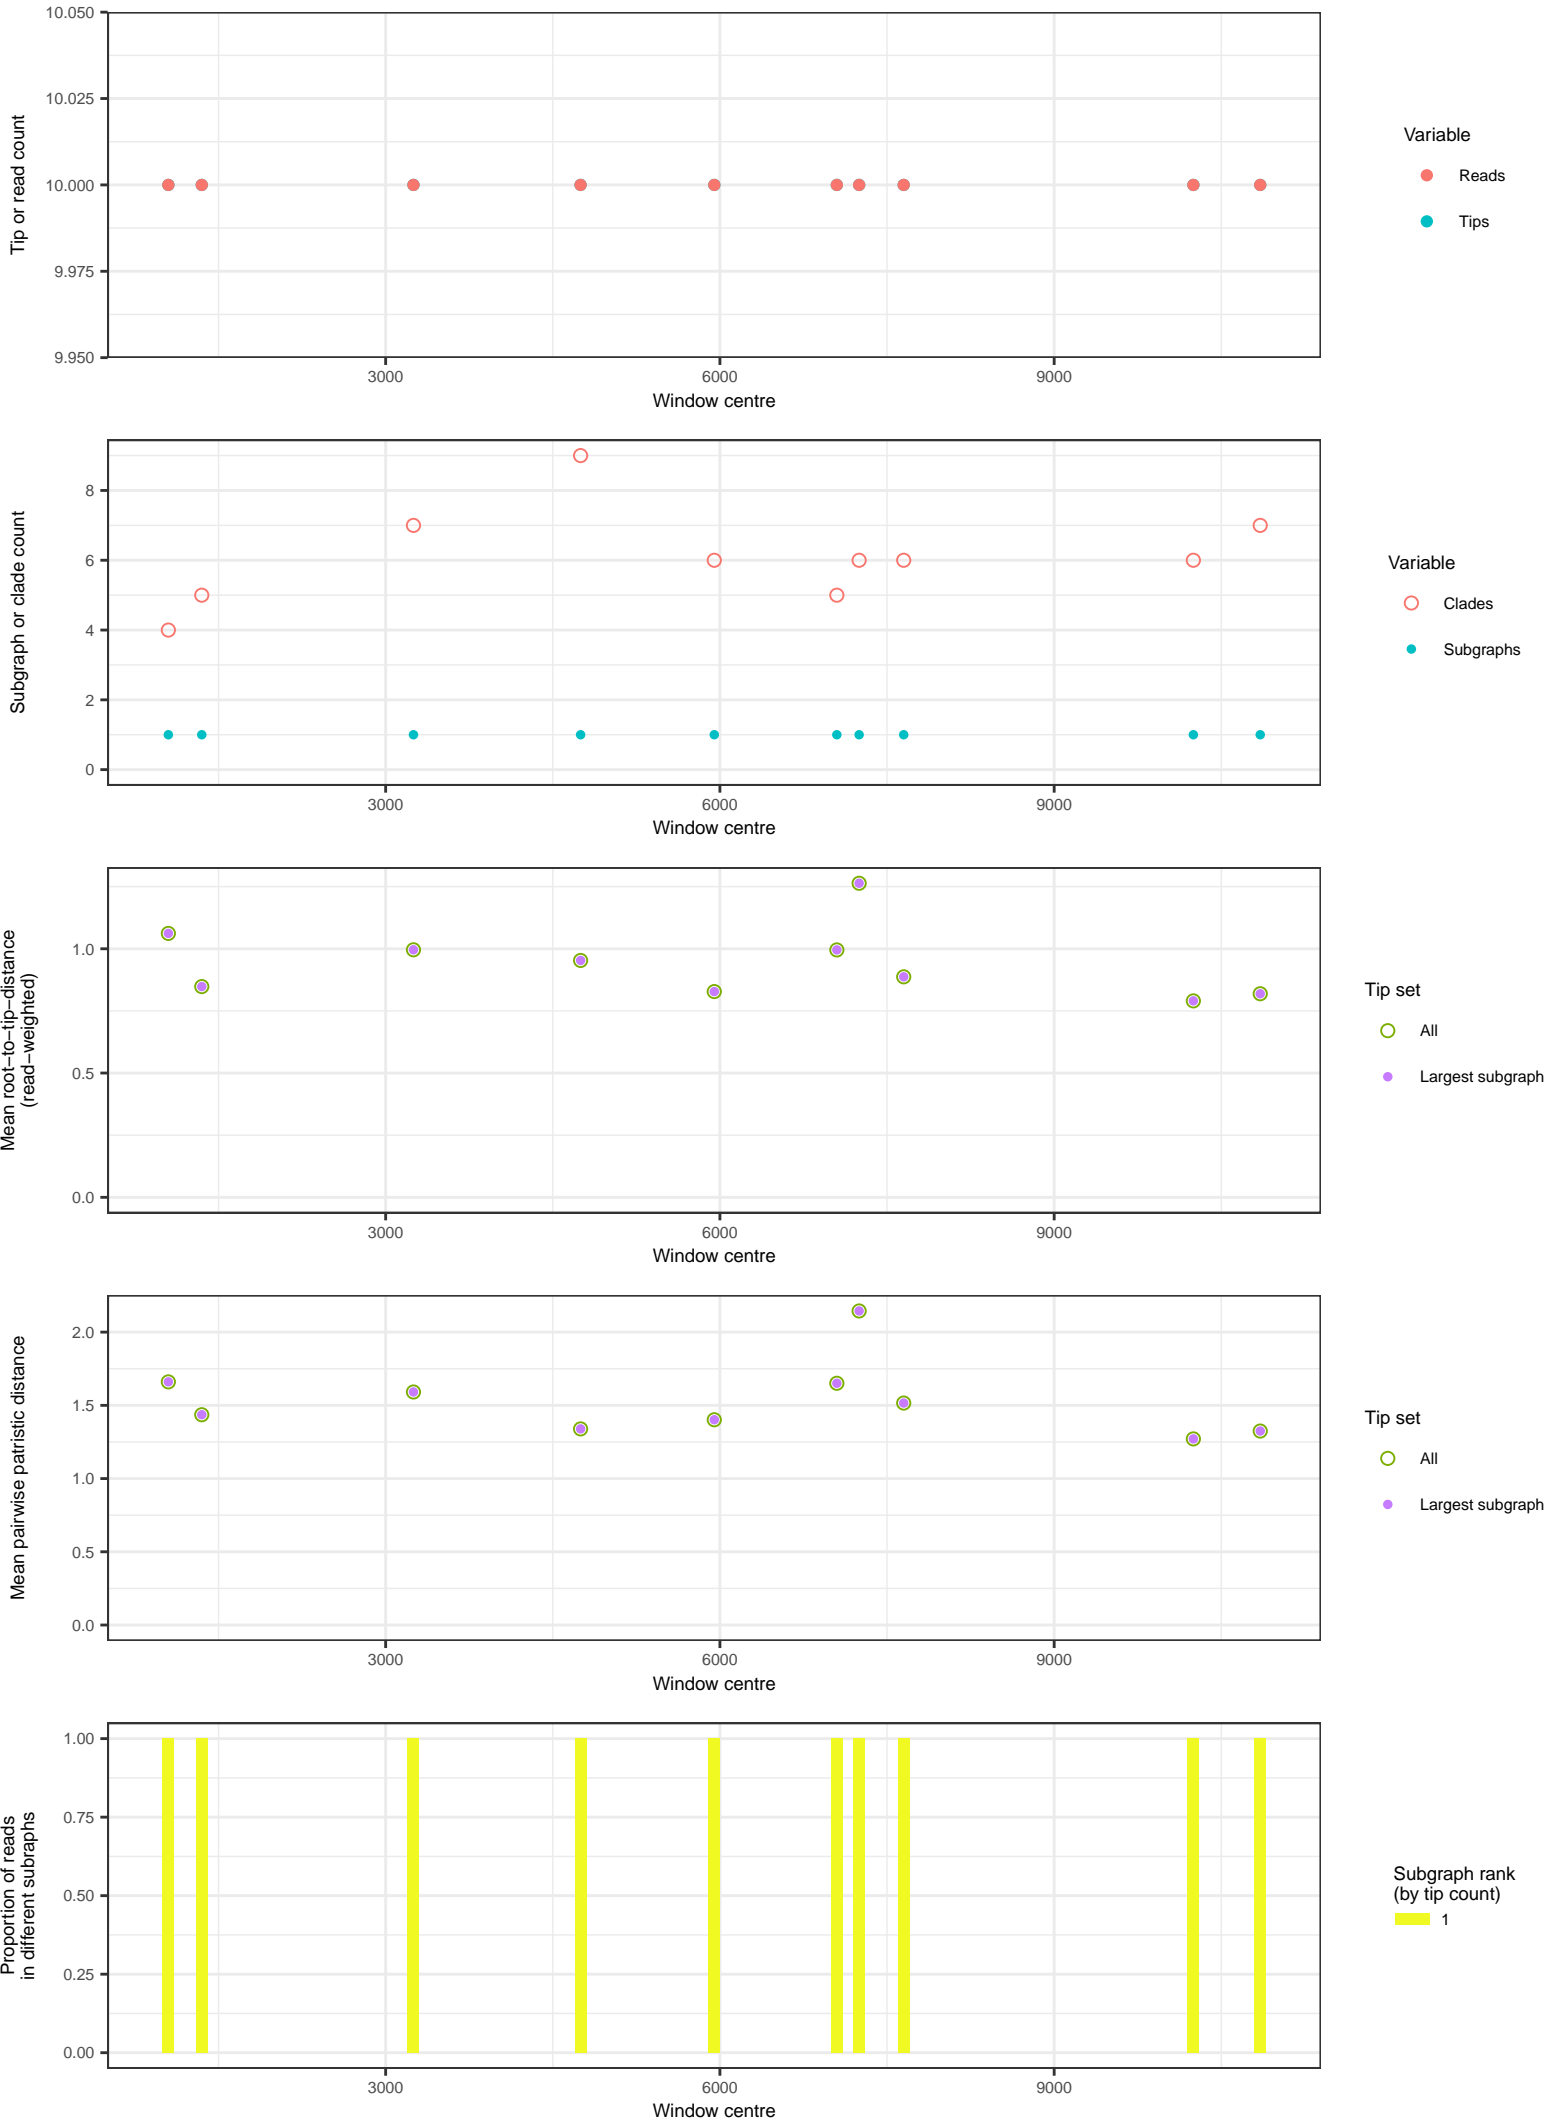 10.050
10.025
10.000
9.975
9.950
Tip or read count
3000
6000
9000
Window centre
Variable
Reads
Tips
8
6
4
2
0
Subgraph or clade count
3000
6000
9000
Window centre
Variable
Clades
Subgraphs
1.0
0.5
0.0
Mean root−to−tip−distance
(read−weighted)
3000
6000
9000
Window centre
Tip set
All
Largest subgraph
2.0
1.5
1.0
0.5
0.0
Mean pairwise patristic distance
3000
6000
9000
Window centre
Tip set
All
Largest subgraph
1.00
0.75
0.50
0.25
0.00
Proportion of reads
in different subraphs
3000
6000
9000
Window centre
Subgraph rank
(by tip count)
1